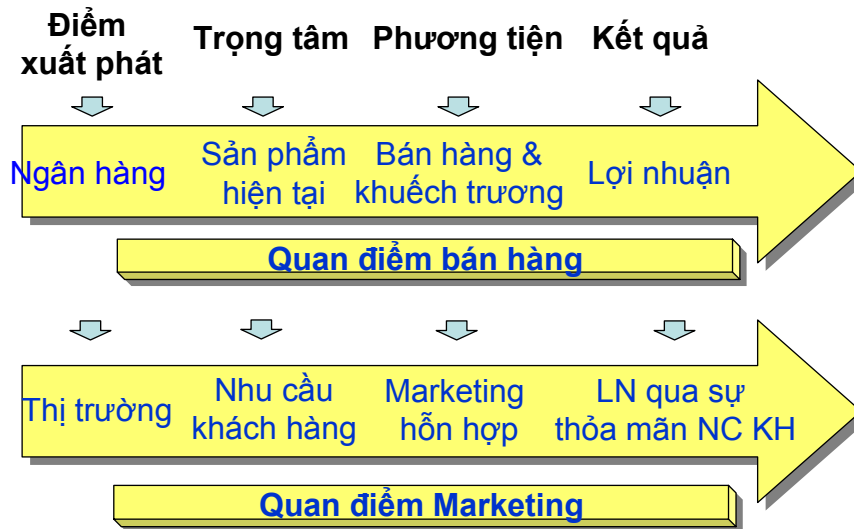 Điểm
xuất phát
Trọng tâm
Phương tiện
Kết quả
Ngân hàng
Sản phẩm
hiện tại
Bán hàng &
khuếch trương
Lợi nhuận
Quan điểm bán hàng
Thị trường
Nhu cầu
khách hàng
Marketing
hỗn hợp
LN qua sự
thỏa mãn NC KH
Quan điểm Marketing